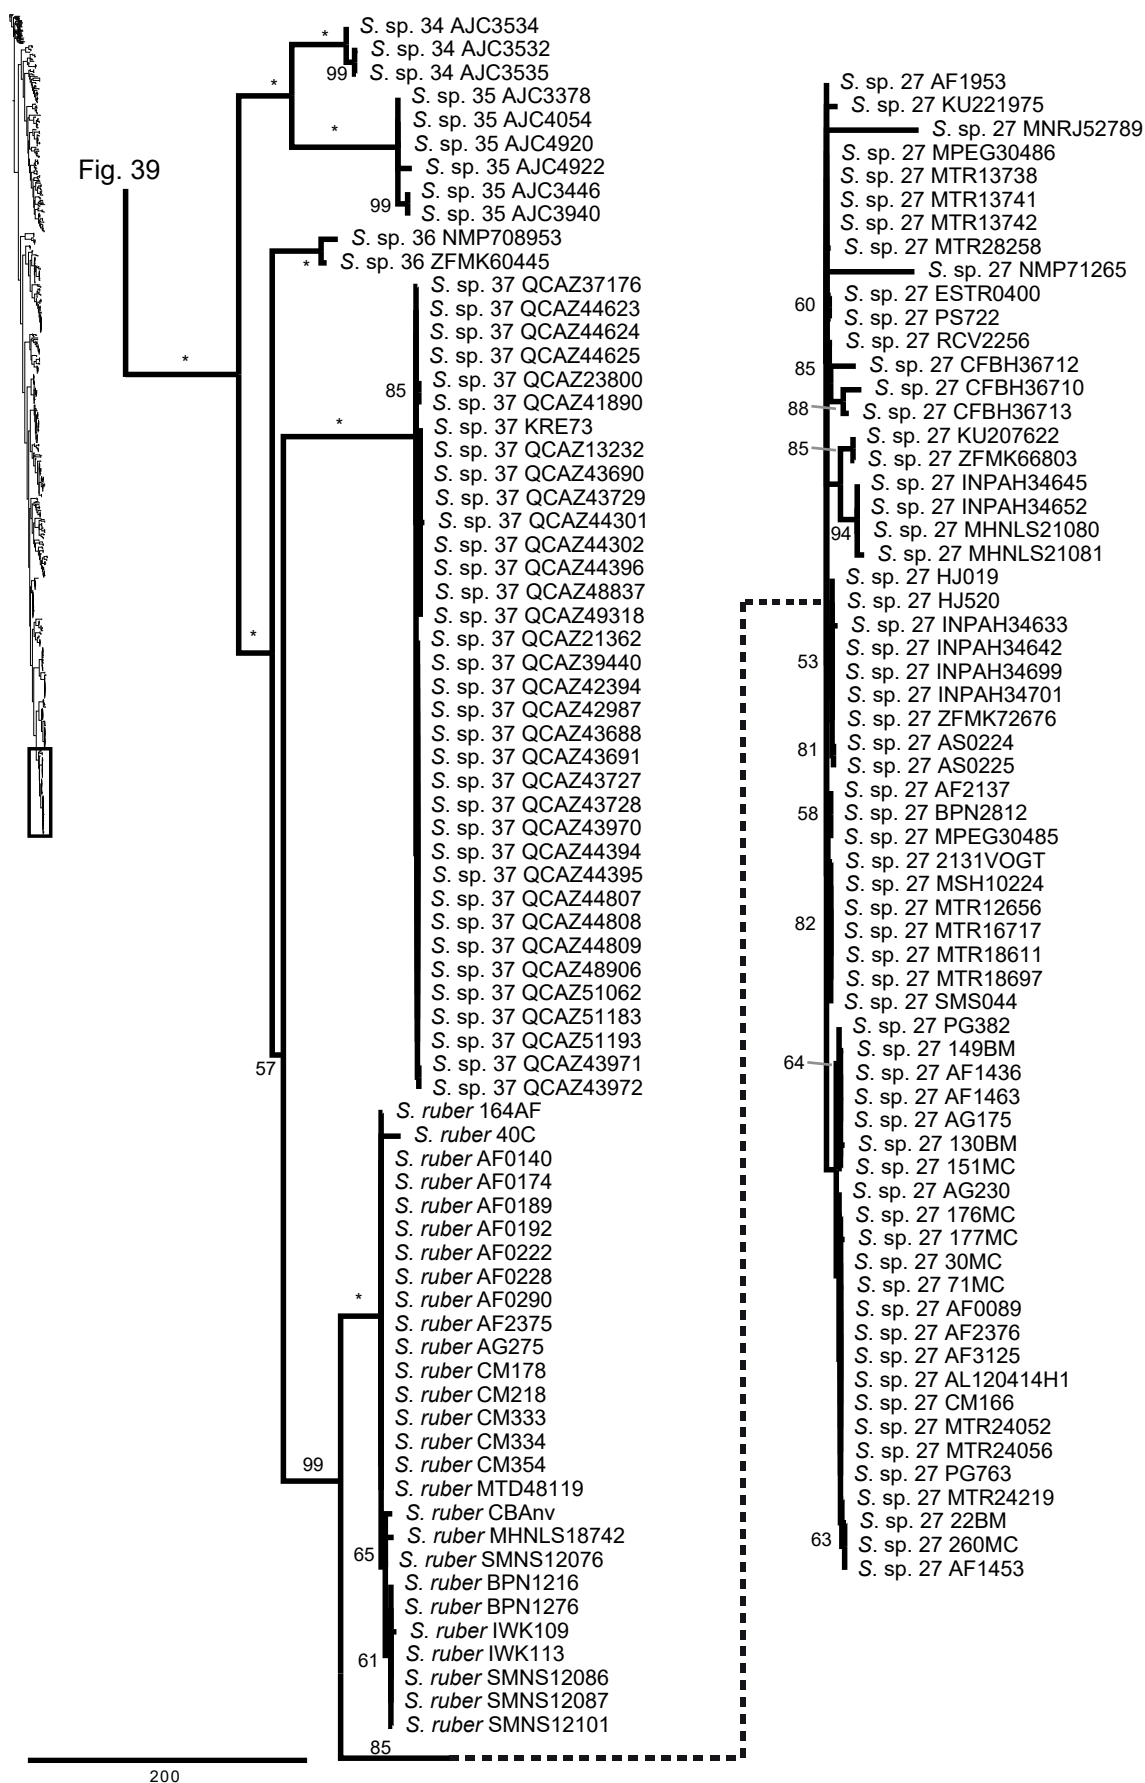 Fig. 39
*
*
*
*
99
99
*
*
85
*
*
57
*
99
65
61
85
200
S. sp. 34 AJC3534
S. sp. 34 AJC3532
S. sp. 34 AJC3535
S. sp. 35 AJC3378
S. sp. 35 AJC4054
S. sp. 35 AJC4920
S. sp. 35 AJC4922
S. sp. 35 AJC3446
S. sp. 35 AJC3940
S. sp. 36 NMP708953
S. sp. 36 ZFMK60445
S. sp. 37 QCAZ37176
S. sp. 37 QCAZ44623
S. sp. 37 QCAZ44624
S. sp. 37 QCAZ44625
S. sp. 37 QCAZ23800
S. sp. 37 QCAZ41890
S. sp. 37 KRE73
S. sp. 37 QCAZ13232
S. sp. 37 QCAZ43690
S. sp. 37 QCAZ43729
S. sp. 37 QCAZ44301
S. sp. 37 QCAZ44302
S. sp. 37 QCAZ44396
S. sp. 37 QCAZ48837
S. sp. 37 QCAZ49318
S. sp. 37 QCAZ21362
S. sp. 37 QCAZ39440
S. sp. 37 QCAZ42394
S. sp. 37 QCAZ42987
S. sp. 37 QCAZ43688
S. sp. 37 QCAZ43691
S. sp. 37 QCAZ43727
S. sp. 37 QCAZ43728
S. sp. 37 QCAZ43970
S. sp. 37 QCAZ44394
S. sp. 37 QCAZ44395
S. sp. 37 QCAZ44807
S. sp. 37 QCAZ44808
S. sp. 37 QCAZ44809
S. sp. 37 QCAZ48906
S. sp. 37 QCAZ51062
S. sp. 37 QCAZ51183
S. sp. 37 QCAZ51193
S. sp. 37 QCAZ43971
S. sp. 37 QCAZ43972
S. ruber 164AF
S. ruber 40C
S. ruber AF0140
S. ruber AF0174
S. ruber AF0189
S. ruber AF0192
S. ruber AF0222
S. ruber AF0228
S. ruber AF0290
S. ruber AF2375
S. ruber AG275
S. ruber CM178
S. ruber CM218
S. ruber CM333
S. ruber CM334
S. ruber CM354
S. ruber MTD48119
S. ruber CBAnv
S. ruber MHNLS18742
S. ruber SMNS12076
S. ruber BPN1216
S. ruber BPN1276
S. ruber IWK109
S. ruber IWK113
S. ruber SMNS12086
S. ruber SMNS12087
S. ruber SMNS12101
60
85
88
85
94
53
81
58
82
64
63
S. sp. 27 AF1953
S. sp. 27 KU221975
S. sp. 27 MNRJ52789
S. sp. 27 MPEG30486
S. sp. 27 MTR13738
S. sp. 27 MTR13741
S. sp. 27 MTR13742
S. sp. 27 MTR28258
S. sp. 27 NMP71265
S. sp. 27 ESTR0400
S. sp. 27 PS722
S. sp. 27 RCV2256
S. sp. 27 CFBH36712
S. sp. 27 CFBH36710
S. sp. 27 CFBH36713
S. sp. 27 KU207622
S. sp. 27 ZFMK66803
S. sp. 27 INPAH34645
S. sp. 27 INPAH34652
S. sp. 27 MHNLS21080
S. sp. 27 MHNLS21081
S. sp. 27 HJ019
S. sp. 27 HJ520
S. sp. 27 INPAH34633
S. sp. 27 INPAH34642
S. sp. 27 INPAH34699
S. sp. 27 INPAH34701
S. sp. 27 ZFMK72676
S. sp. 27 AS0224
S. sp. 27 AS0225
S. sp. 27 AF2137
S. sp. 27 BPN2812
S. sp. 27 MPEG30485
S. sp. 27 2131VOGT
S. sp. 27 MSH10224
S. sp. 27 MTR12656
S. sp. 27 MTR16717
S. sp. 27 MTR18611
S. sp. 27 MTR18697
S. sp. 27 SMS044
S. sp. 27 PG382
S. sp. 27 149BM
S. sp. 27 AF1436
S. sp. 27 AF1463
S. sp. 27 AG175
S. sp. 27 130BM
S. sp. 27 151MC
S. sp. 27 AG230
S. sp. 27 176MC
S. sp. 27 177MC
S. sp. 27 30MC
S. sp. 27 71MC
S. sp. 27 AF0089
S. sp. 27 AF2376
S. sp. 27 AF3125
S. sp. 27 AL120414H1
S. sp. 27 CM166
S. sp. 27 MTR24052
S. sp. 27 MTR24056
S. sp. 27 PG763
S. sp. 27 MTR24219
S. sp. 27 22BM
S. sp. 27 260MC
S. sp. 27 AF1453